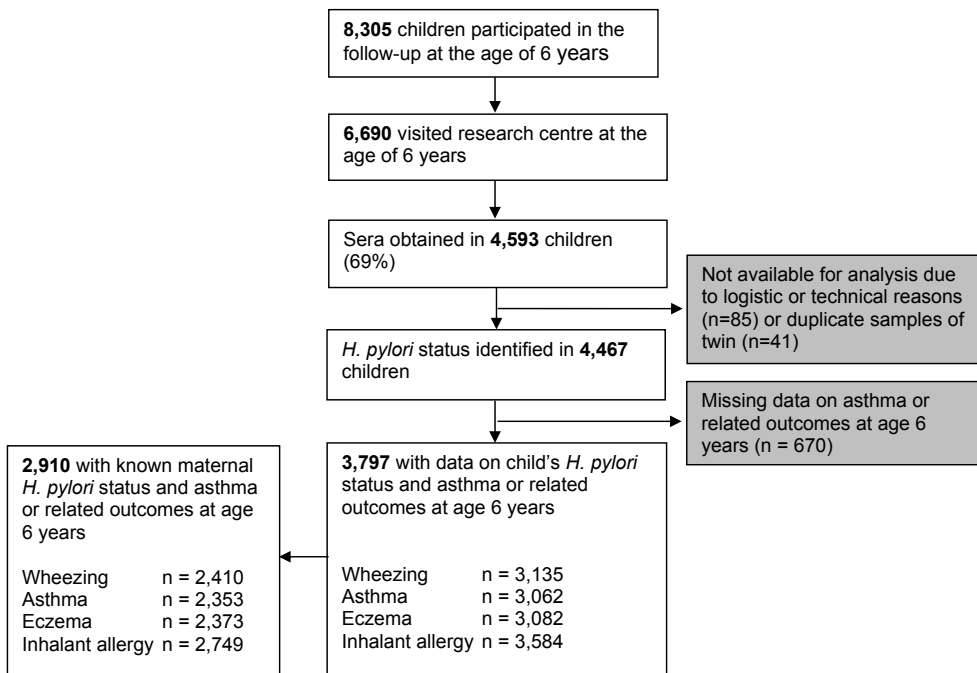 8,305 children participated in the
follow-up at the age of 6 years
6,690 visited research centre at the
age of 6 years
Sera obtained in 4,593 children
(69%)
Not available for analysis due
to logistic or technical reasons
(n=85) or duplicate samples of
twin (n=41)
H. pylori status identified in 4,467
children
Missing data on asthma or
related outcomes at age 6
years (n = 670)
3,797 with data on child's H. pylori
status and asthma or related
outcomes at age 6 years
Wheezing n = 3,135
Asthma n = 3,062
Eczema n = 3,082
Inhalant allergy n = 3,584
2,910 with known maternal
H. pylori status and asthma
or related outcomes at age
6 years
Wheezing n = 2,410
Asthma n = 2,353
Eczema n = 2,373
Inhalant allergy n = 2,749